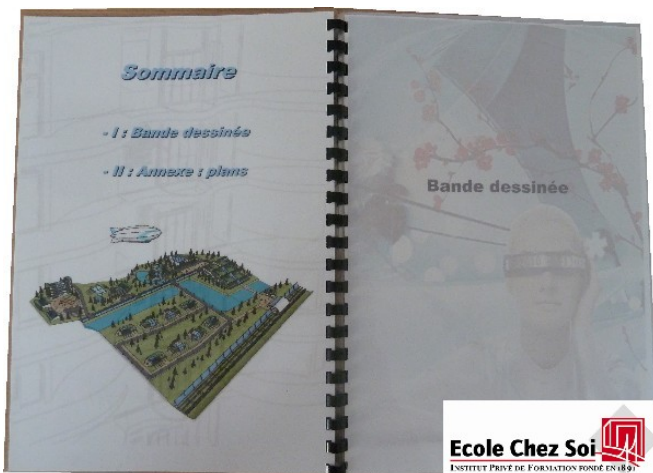 Sommaire
- I : Bande dessinée
- II : Annexe : plans
Bande dessinée
Ecole Chez Soi
INSTITUT PRIVÉ DE FORMATION FONDÉ EN 1891